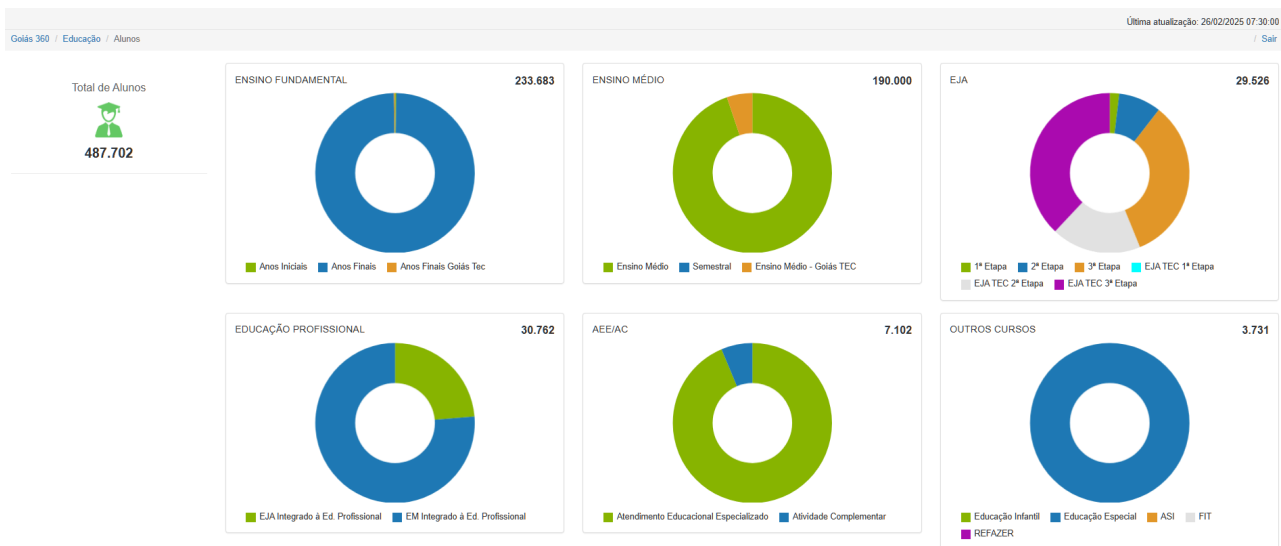 Última atualização: 26/02/2025 07:30:00
Goiás 360 / Educação / Alunos
/ Sair
Total de Alunos
487.702
ENSINO FUNDAMENTAL 233.683
Anos Iniciais Anos Finais Anos Finais Goiás Tec
ENSINO MÉDIO 190.000
Ensino Médio Semestral Ensino Médio - Goiás TEC
EJA 29.526
1ª Etapa 2ª Etapa 3ª Etapa EJA TEC 1ª Etapa
EJA TEC 2ª Etapa EJA TEC 3ª Etapa
EDUCAÇÃO PROFISSIONAL 30.762
EJA Integrado à Ed. Profissional EM Integrado à Ed. Profissional
AEE/AC 7.102
Atendimento Educacional Especializado Atividade Complementar
OUTROS CURSOS 3.731
Educação Infantil Educação Especial ASI FIT
REFAZER